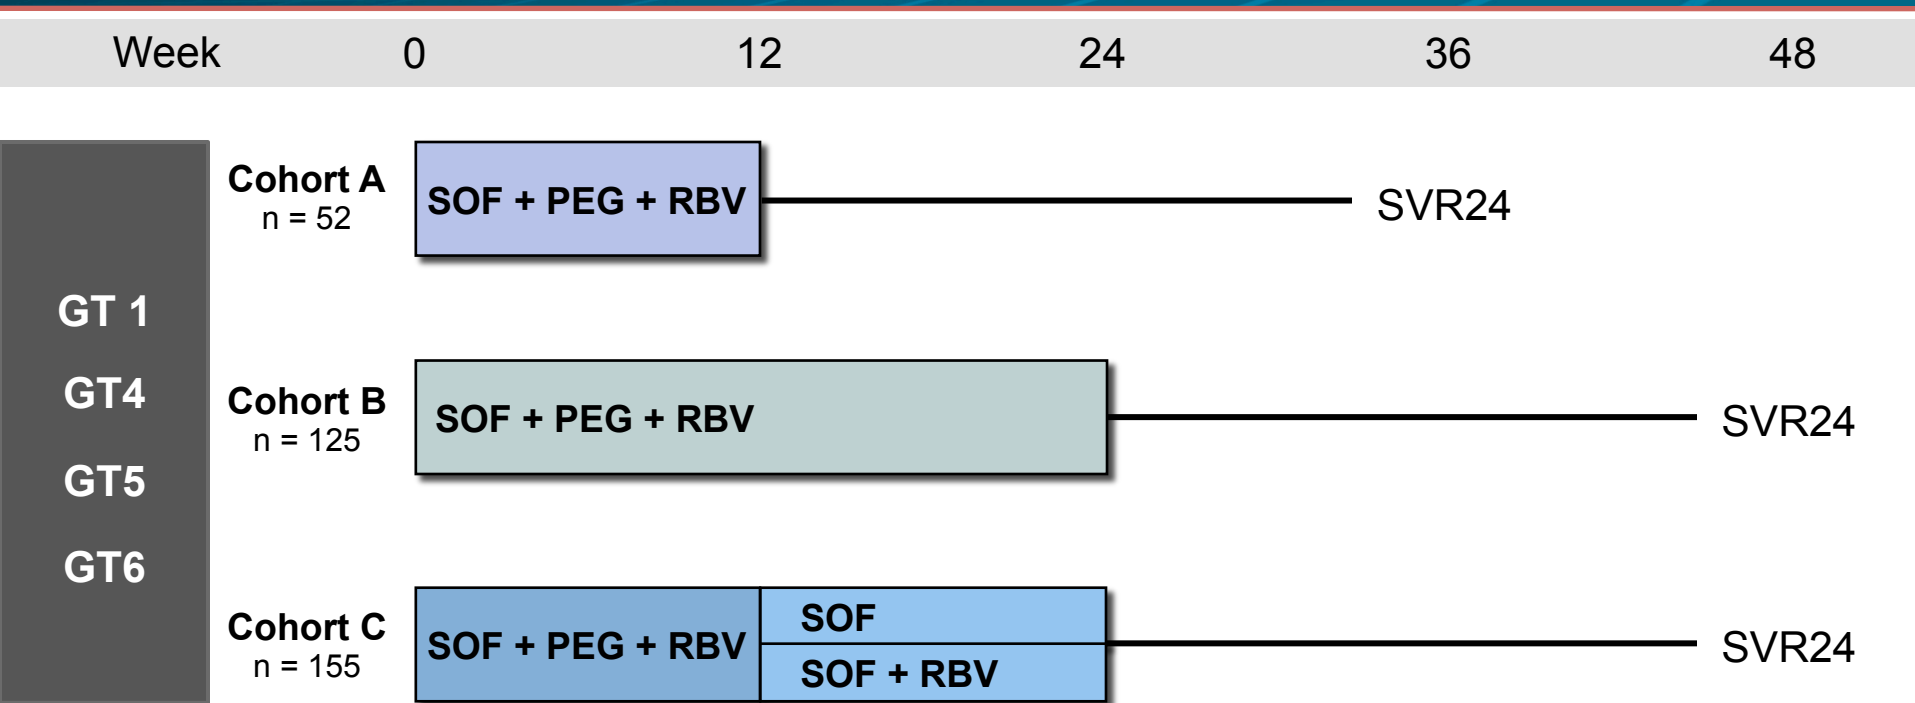 Week 0 12 24 36 48
GT 1
GT4
GT5
GT6
Cohort A
n = 52
SOF + PEG + RBV
SVR24
Cohort B
n = 125
SOF + PEG + RBV
SVR24
Cohort C
n = 155
SOF + PEG + RBV
SOF
SOF + RBV
SVR24